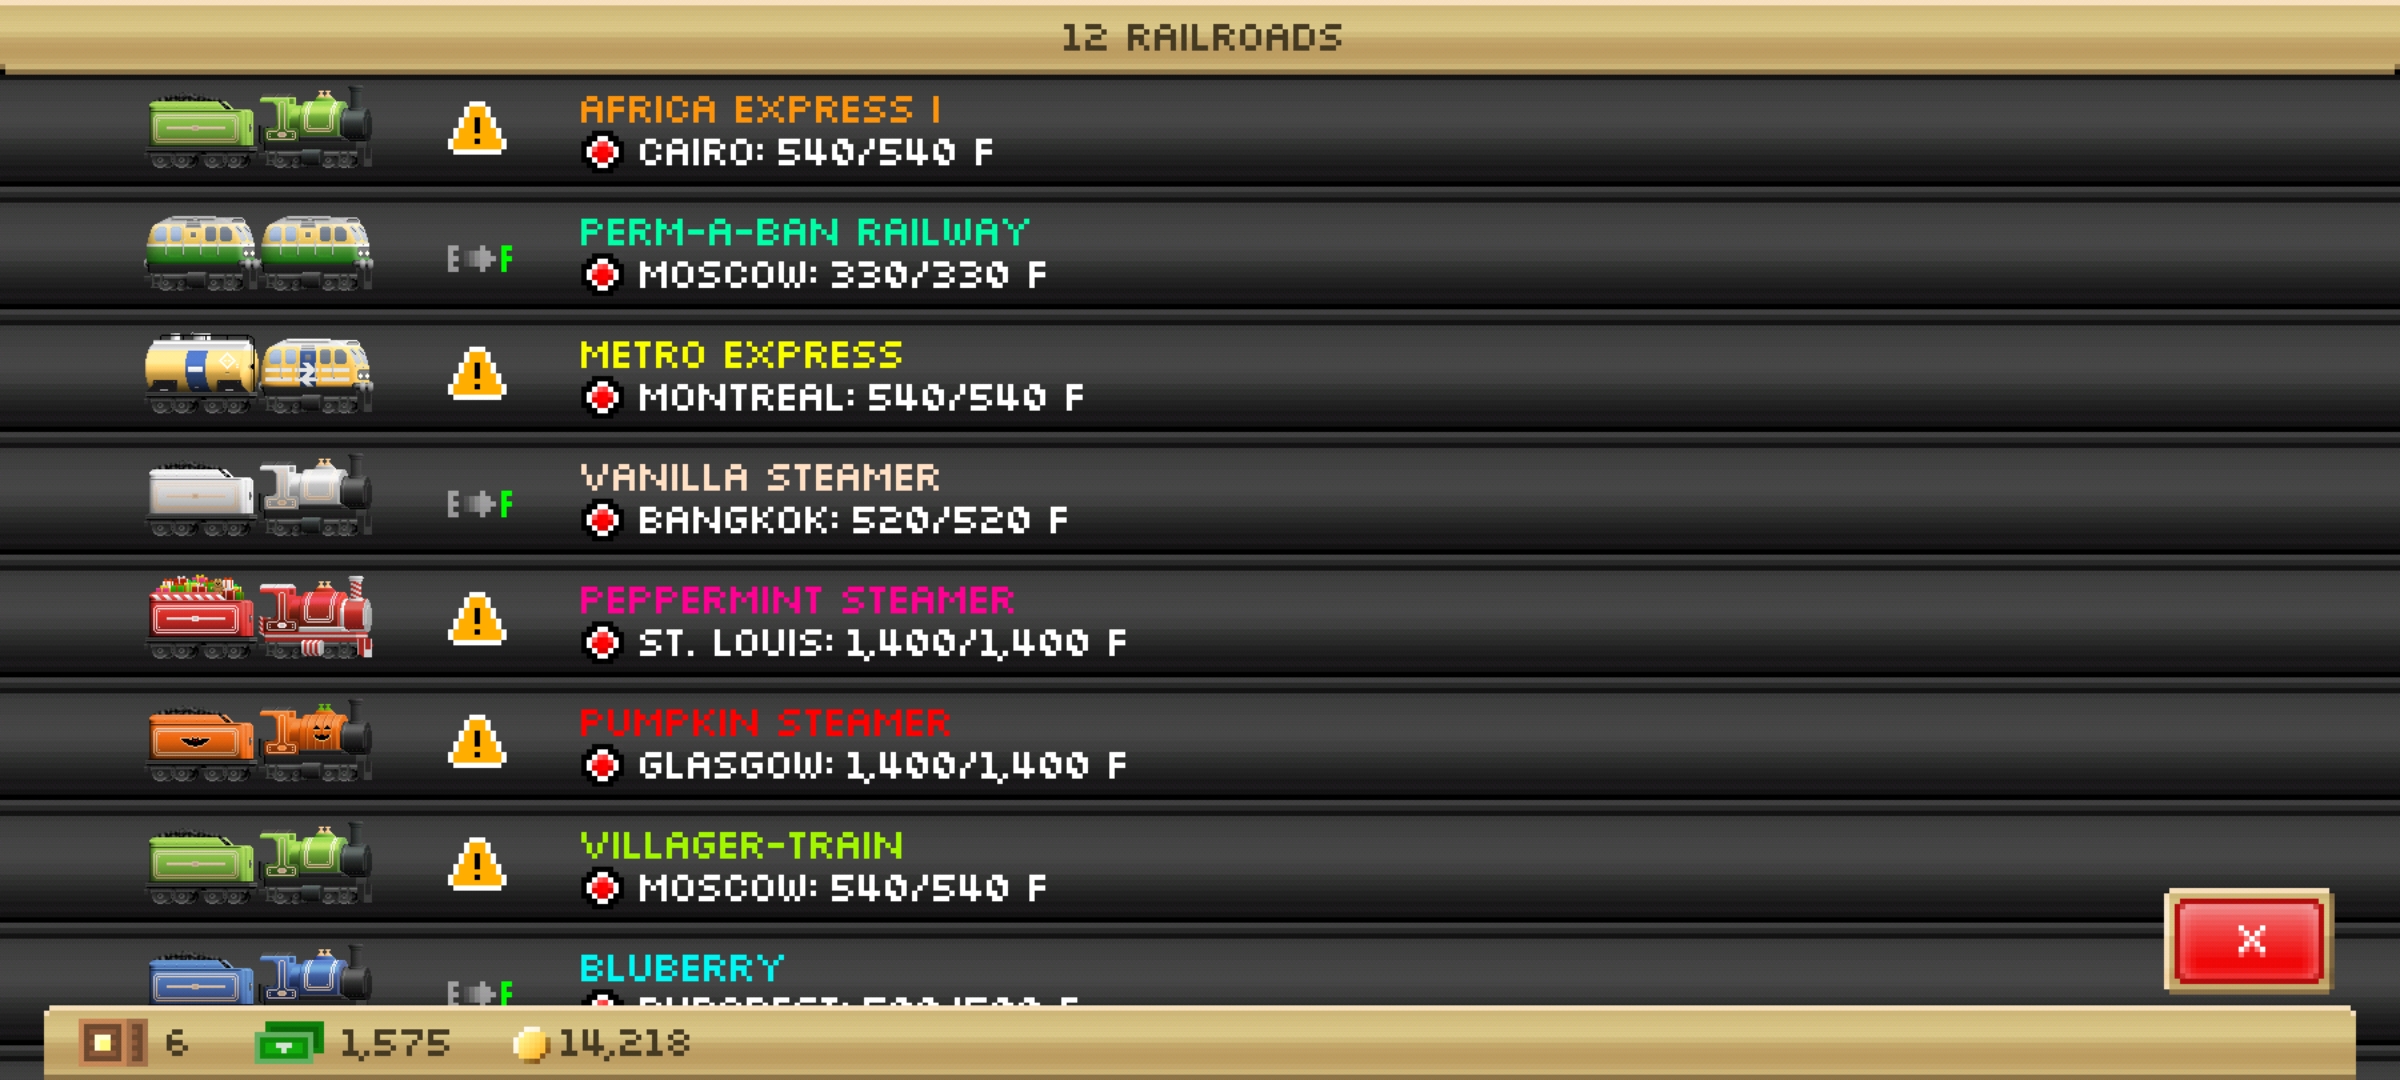 12 RAILROADS
AFRICA EXPRESS I
CAIRO: 540/540 F
PERM-A-BAN RAILWAY
E F
MOSCOW: 330/330 F
METRO EXPRESS
MONTREAL: 540/540 F
VANILLA STEAMER
E F
BANGKOK: 520/520 F
PEPPERMINT STEAMER
ST. LOUIS: 1,400/1,400 F
PUMPKIN STEAMER
GLASGOW: 1,400/1,400 F
VILLAGER-TRAIN
MOSCOW: 540/540 F
BLUBERRY
E F
X
6 1,575 14,218